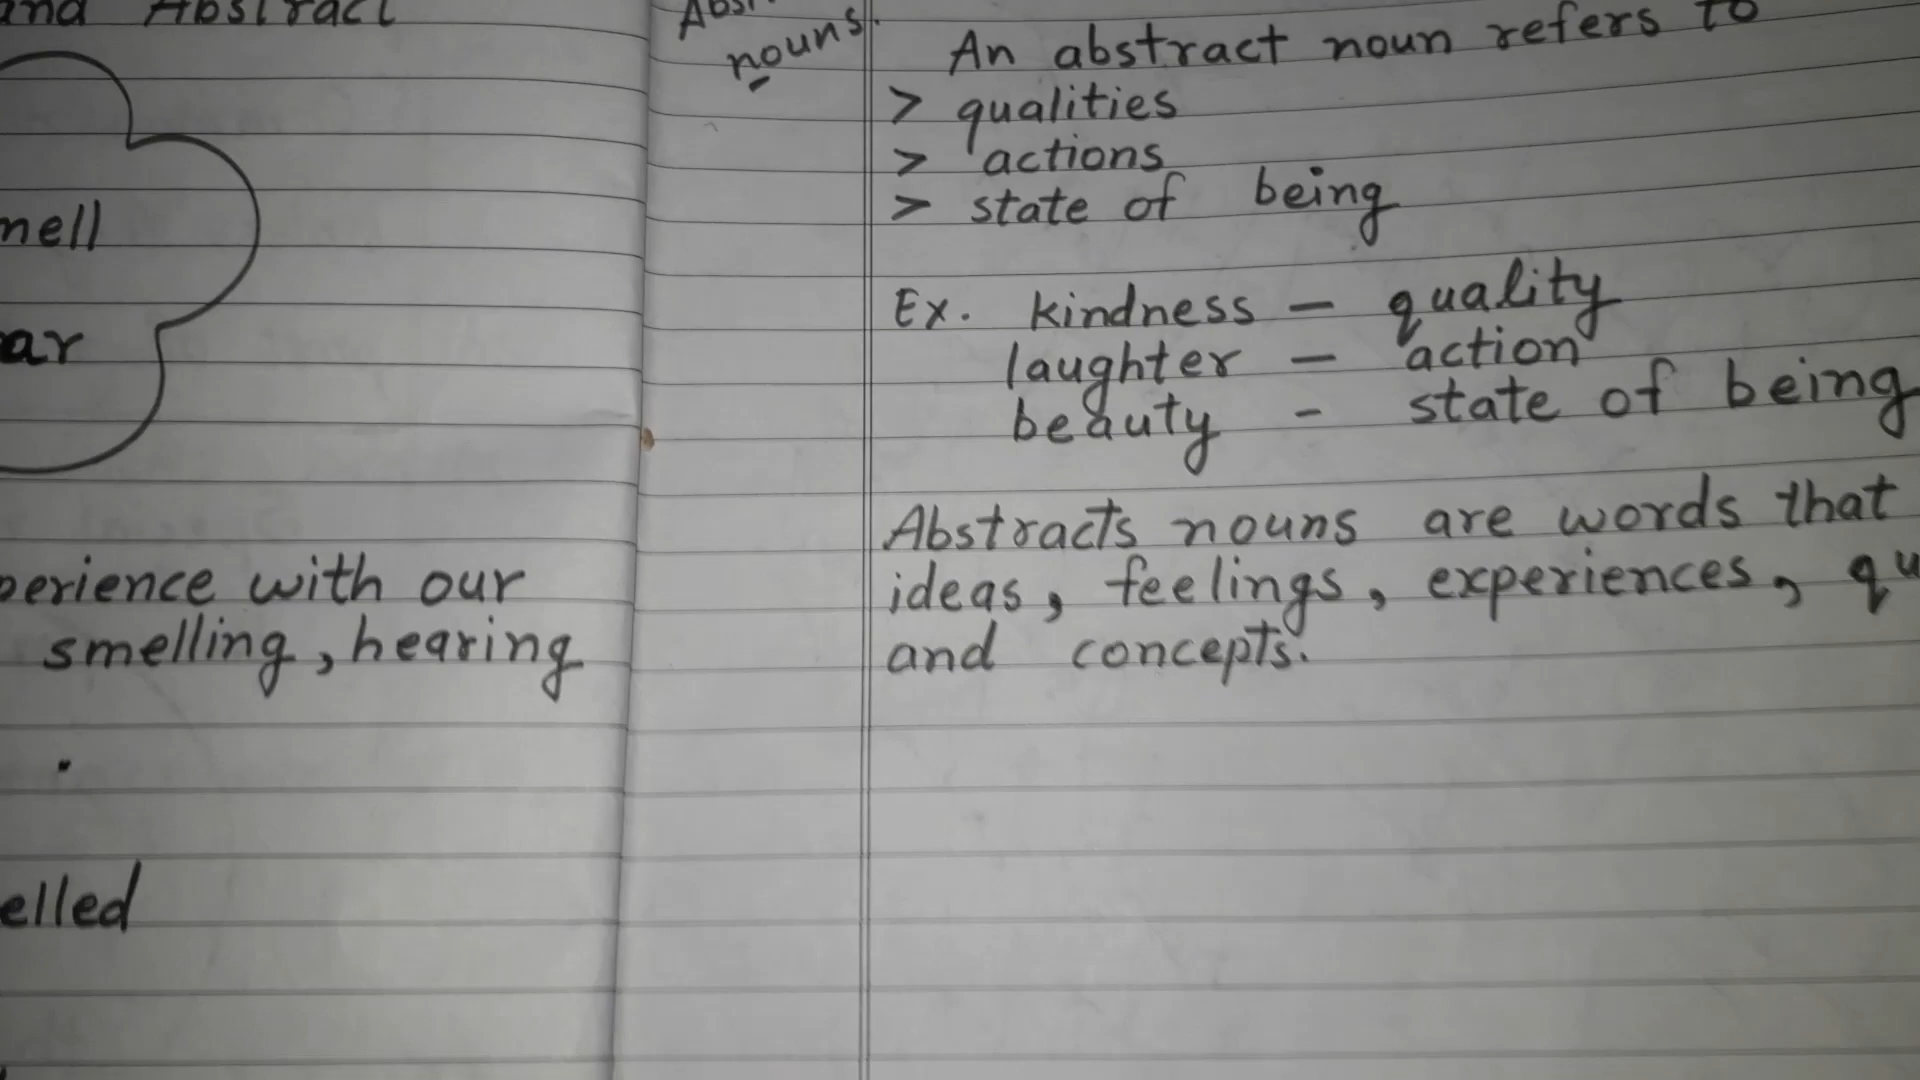 and Abstract
nell
ar
perience with our
smelling, hearing
elled
nouns.
An abstract noun refers to
> qualities
> actions
> state of being
Ex. kindness – quality
laughter – action
beauty – state of being
Abstracts nouns are words that
ideas, feelings, experiences, qu
and concepts.